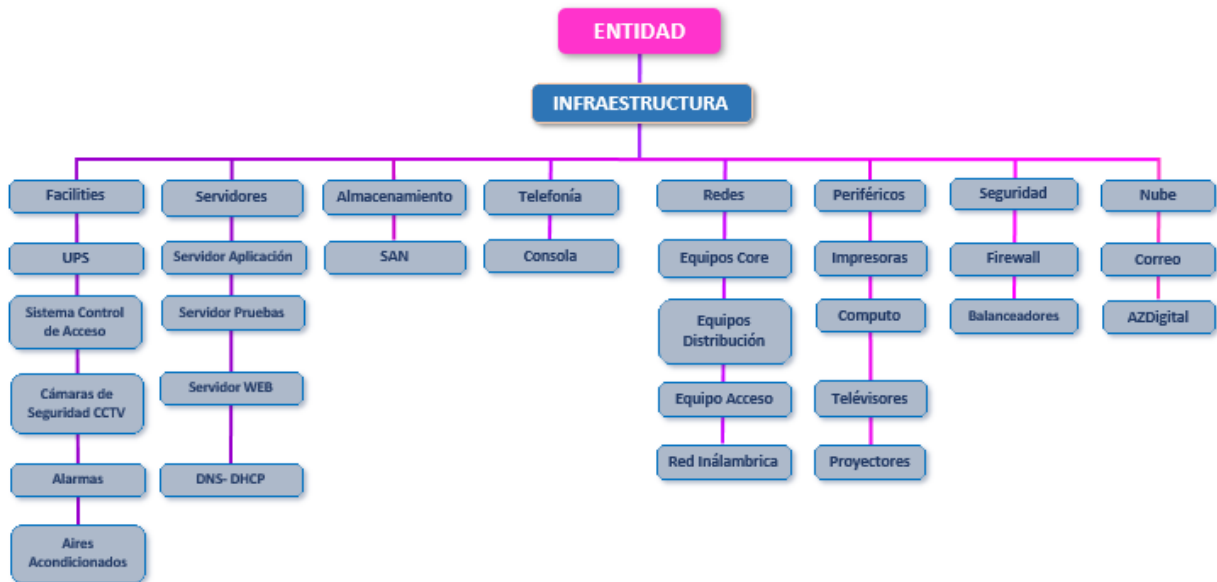 ENTIDAD
INFRAESTRUCTURA
Facilities
Servidores
Almacenamiento
Telefonía
Redes
Periféricos
Seguridad
Nube
UPS
Servidor Aplicación
SAN
Consola
Equipos Core
Impresoras
Firewall
Correo
Sistema Control
de Acceso
Servidor Pruebas
Equipos
Distribución
Computo
Balanceadores
AZDigital
Cámaras de
Seguridad CCTV
Servidor WEB
Equipo Acceso
Télévisores
Alarmas
DNS- DHCP
Red Inálambrica
Proyectores
Aires
Acondicionados